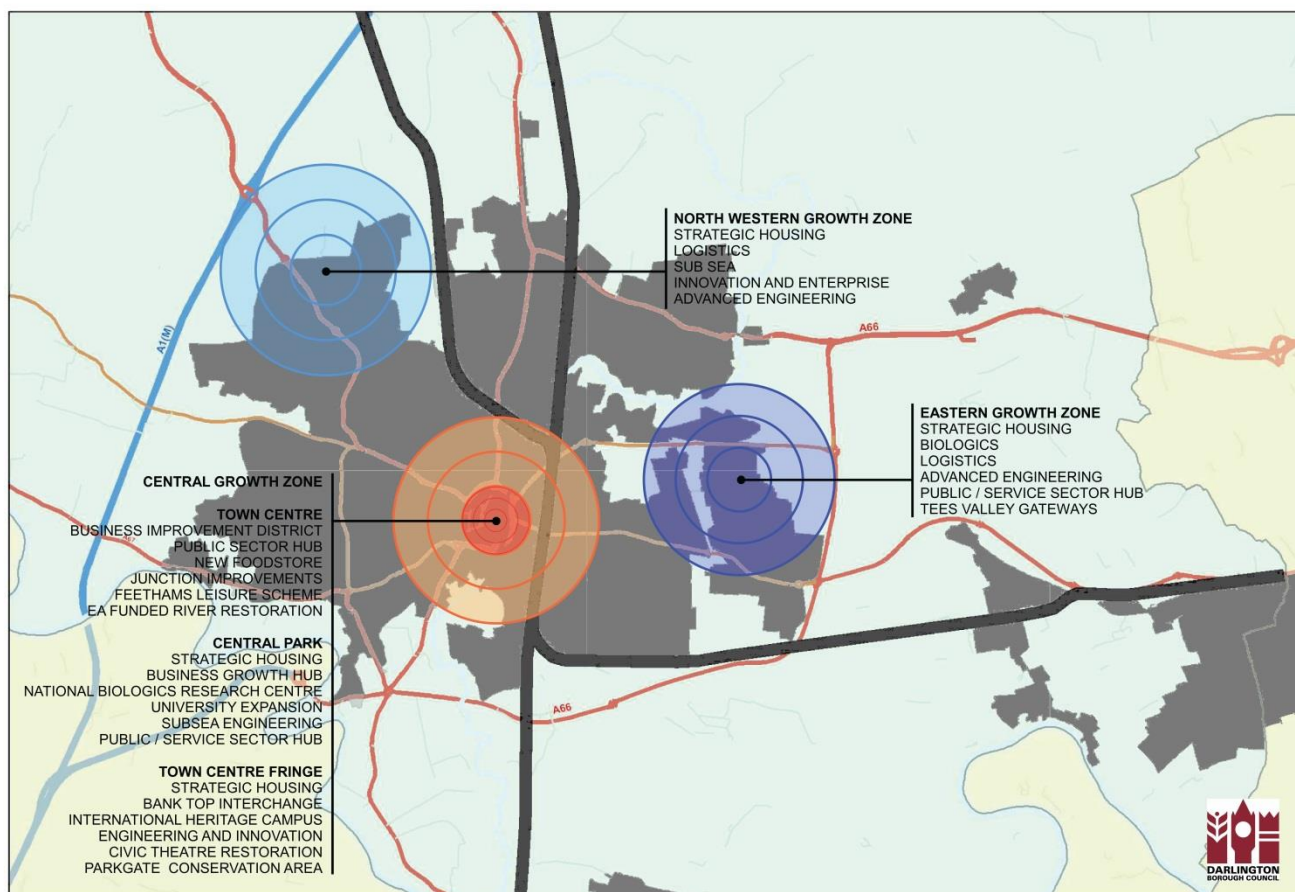 NORTH WESTERN GROWTH ZONE
STRATEGIC HOUSING
LOGISTICS
SUB SEA
INNOVATION AND ENTERPRISE
ADVANCED ENGINEERING
A1(M)
A66
EASTERN GROWTH ZONE
STRATEGIC HOUSING
BIOLOGICS
LOGISTICS
ADVANCED ENGINEERING
PUBLIC / SERVICE SECTOR HUB
TEES VALLEY GATEWAYS
CENTRAL GROWTH ZONE
TOWN CENTRE
BUSINESS IMPROVEMENT DISTRICT
PUBLIC SECTOR HUB
NEW FOODSTORE
JUNCTION IMPROVEMENTS
FEETHAMS LEISURE SCHEME
EA FUNDED RIVER RESTORATION
CENTRAL PARK
STRATEGIC HOUSING
BUSINESS GROWTH HUB
NATIONAL BIOLOGICS RESEARCH CENTRE
UNIVERSITY EXPANSION
SUBSEA ENGINEERING
PUBLIC / SERVICE SECTOR HUB
A66
TOWN CENTRE FRINGE
STRATEGIC HOUSING
BANK TOP INTERCHANGE
INTERNATIONAL HERITAGE CAMPUS
ENGINEERING AND INNOVATION
CIVIC THEATRE RESTORATION
PARKGATE CONSERVATION AREA
DARLINGTON
BOROUGH COUNCIL